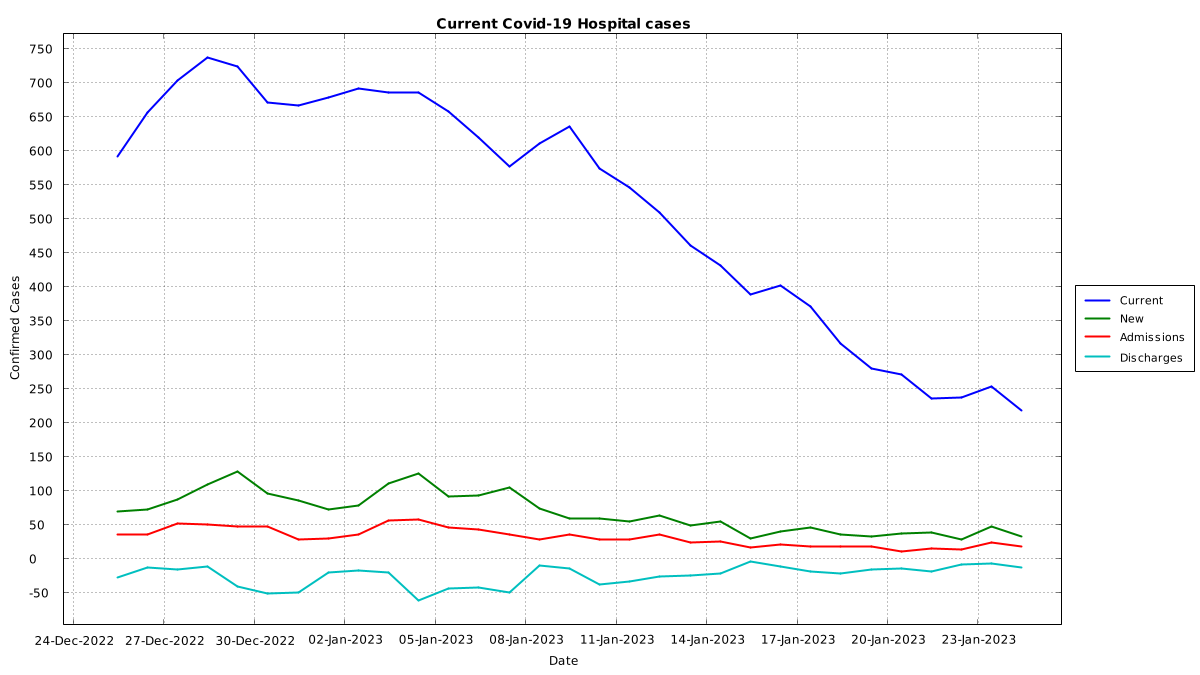 Current Covid-19 Hospital cases
750
700
650
600
550
500
450
400
350
300
250
200
150
100
50
0
-50
Confirmed Cases
24-Dec-2022 27-Dec-2022 30-Dec-2022 02-Jan-2023 05-Jan-2023 08-Jan-2023 11-Jan-2023 14-Jan-2023 17-Jan-2023 20-Jan-2023 23-Jan-2023
Date
Current
New
Admissions
Discharges